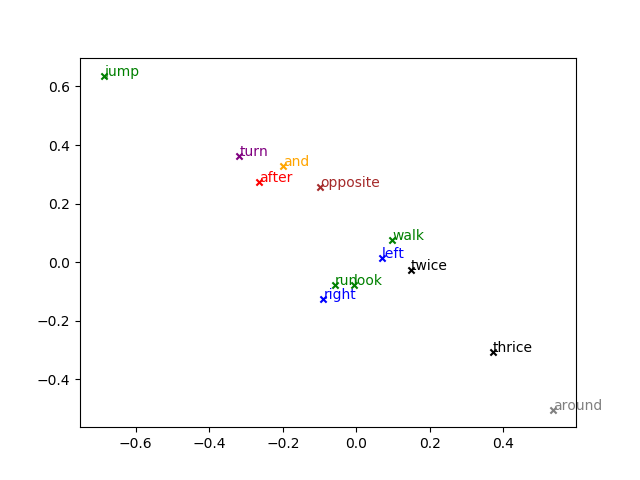 jump
turn
and
after
opposite
walk
left
twice
run
look
right
thrice
around
0.6
0.4
0.2
0.0
−0.2
−0.4
−0.6 −0.4 −0.2 0.0 0.2 0.4